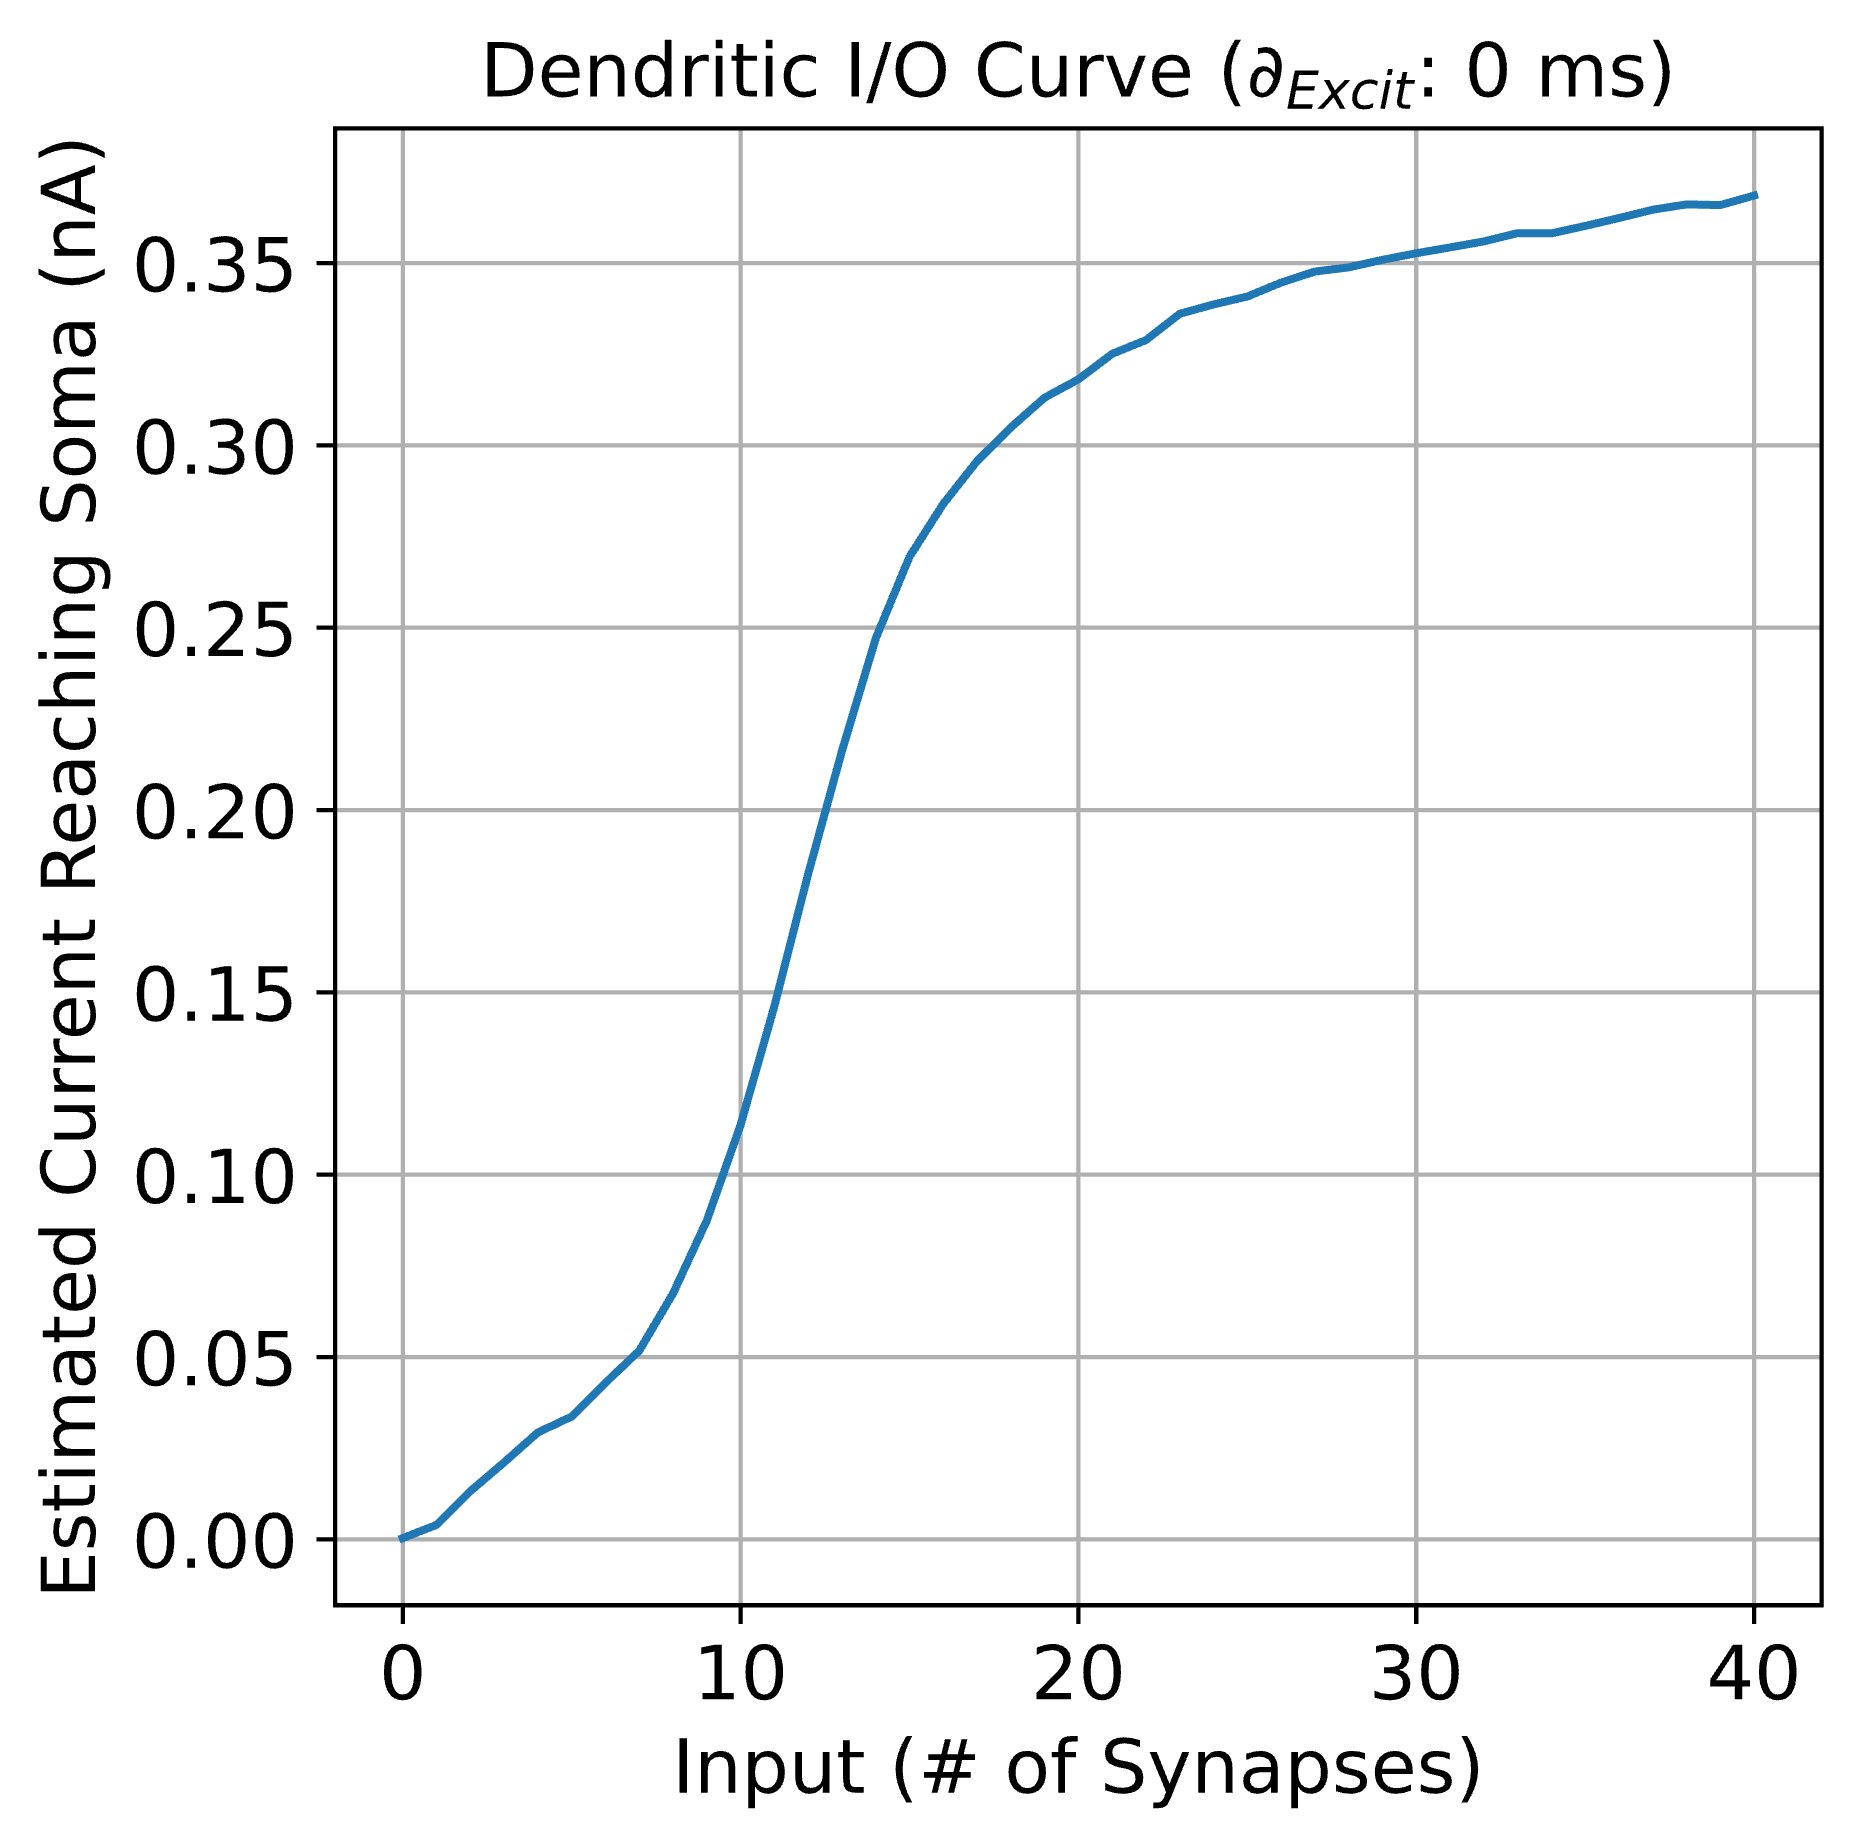 Dendritic I/O Curve (∂Excit: 0 ms)
Estimated Current Reaching Soma (nA)
0.35
0.30
0.25
0.20
0.15
0.10
0.05
0.00
0 10 20 30 40
Input (# of Synapses)